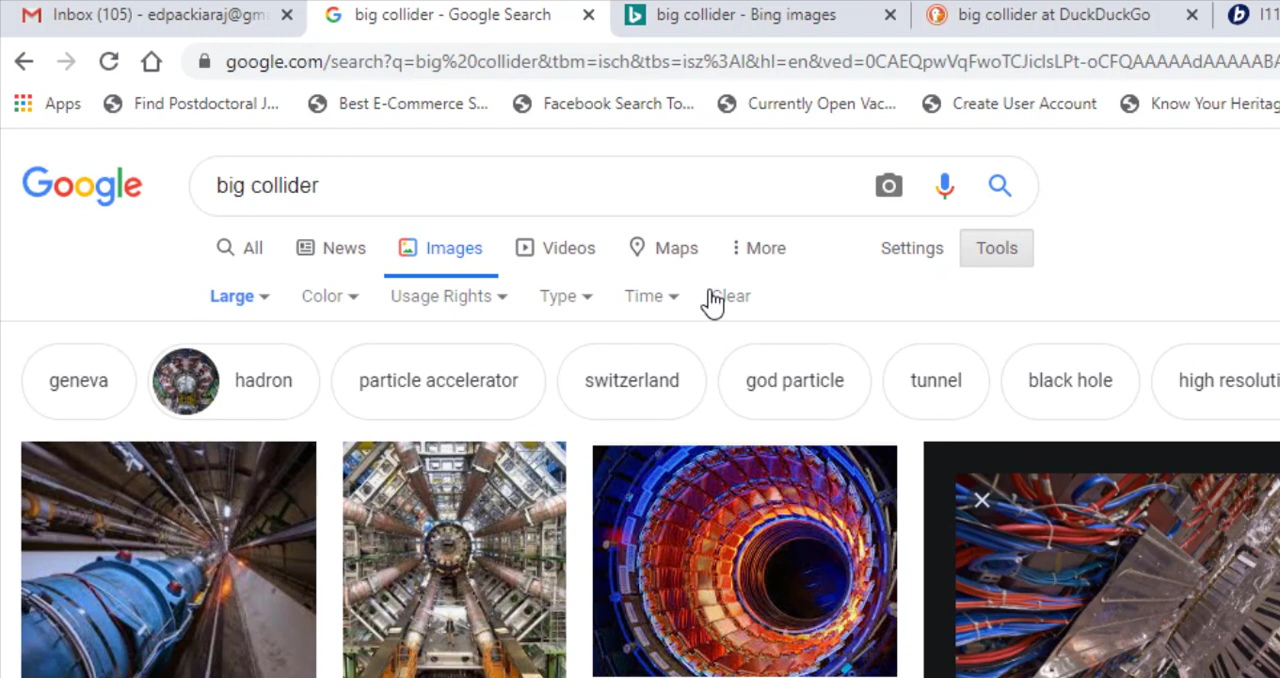 Inbox (105) - edpackiaraj@gm
big collider - Google Search
big collider - Bing images
big collider at DuckDuckGo
google.com/search?q=big%20collider&tbm=isch&tbs=isz%3Al&hl=en&ved=0CAEQpwVqFwoTCJicIsLPt-oCFQAAAAAdAAAAABA
Apps
Find Postdoctoral J...
Best E-Commerce S...
Facebook Search To...
Currently Open Vac...
Create User Account
Know Your Heritag
Google
big collider
All
News
Images
Videos
Maps
More
Settings
Tools
Large
Color
Usage Rights
Type
Time
Clear
geneva
hadron
particle accelerator
switzerland
god particle
tunnel
black hole
high resoluti